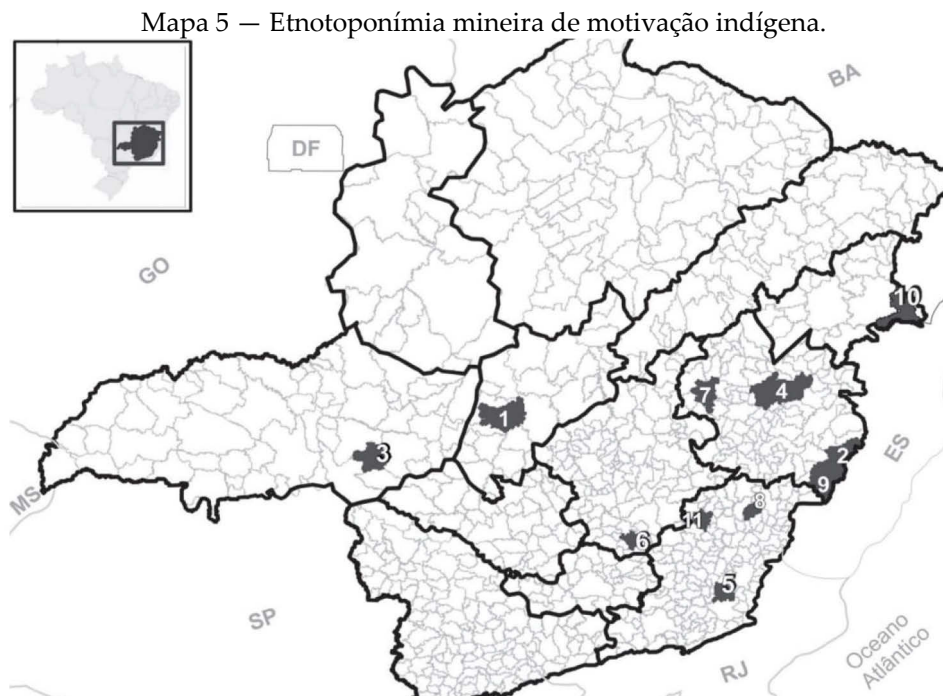 Mapa 5 — Etnotoponímia mineira de motivação indígena.
BA
DF
GO
10
7
4
1
3
2
ES
9
MS
8
11
6
5
SP
Oceano
Atlântico
RJ